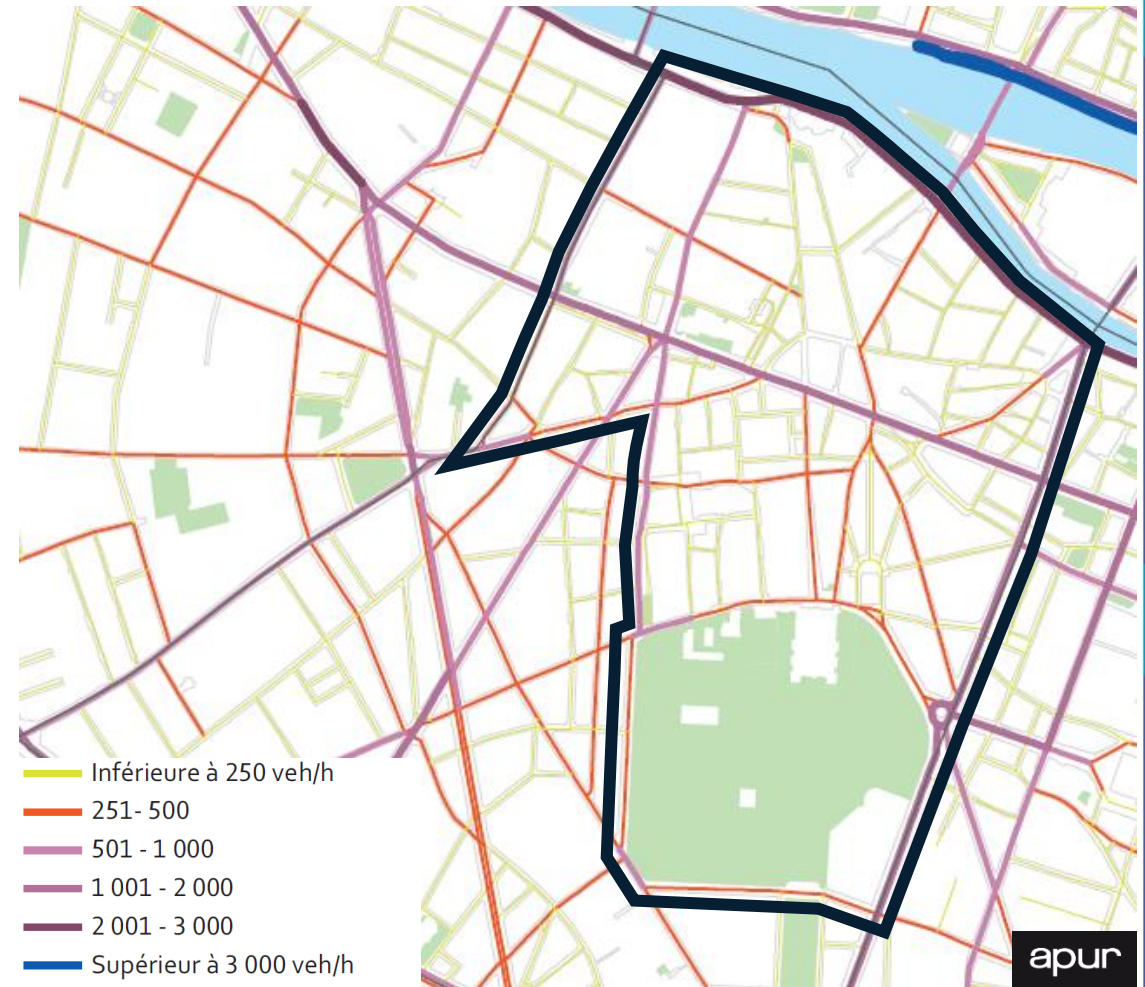 Inférieure à 250 veh/h
251- 500
501 - 1 000
1 001 - 2 000
2 001 - 3 000
Supérieur à 3 000 veh/h
apur